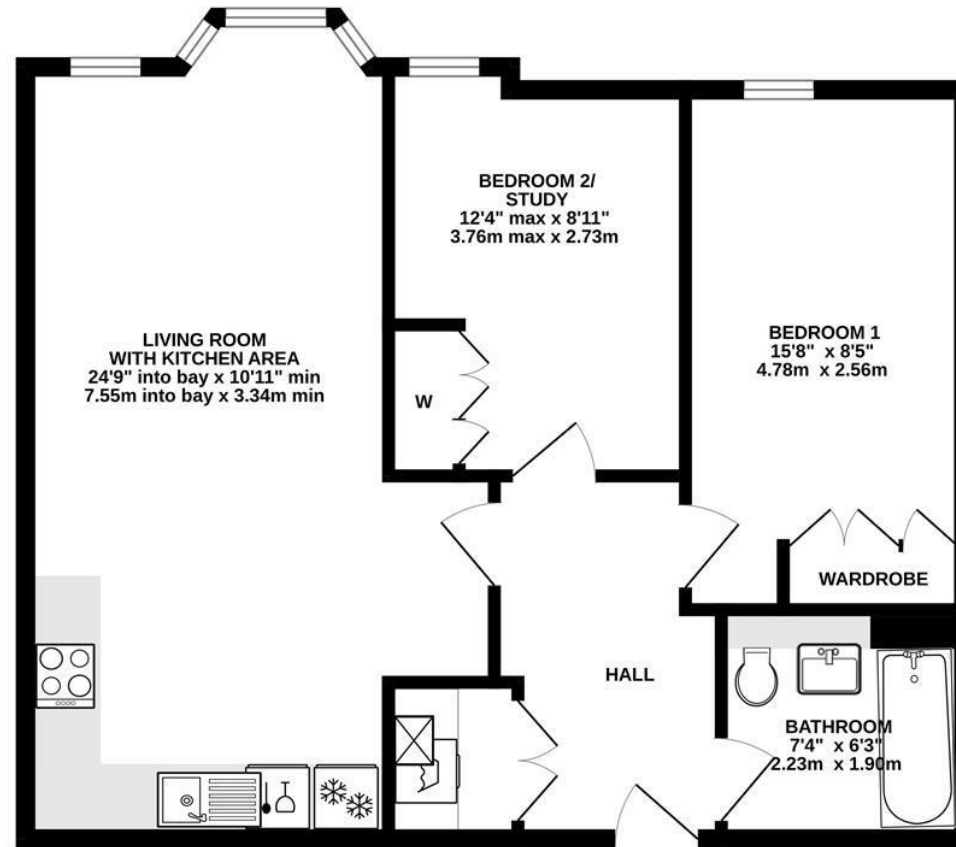 BEDROOM 2/
STUDY
12'4" max x 8'11"
3.76m max x 2.73m
LIVING ROOM
WITH KITCHEN AREA
24'9" into bay x 10'11" min
7.55m into bay x 3.34m min
BEDROOM 1
15'8" x 8'5"
4.78m x 2.56m
W
WARDROBE
HALL
BATHROOM
7'4" x 6'3"
2.23m x 1.90m